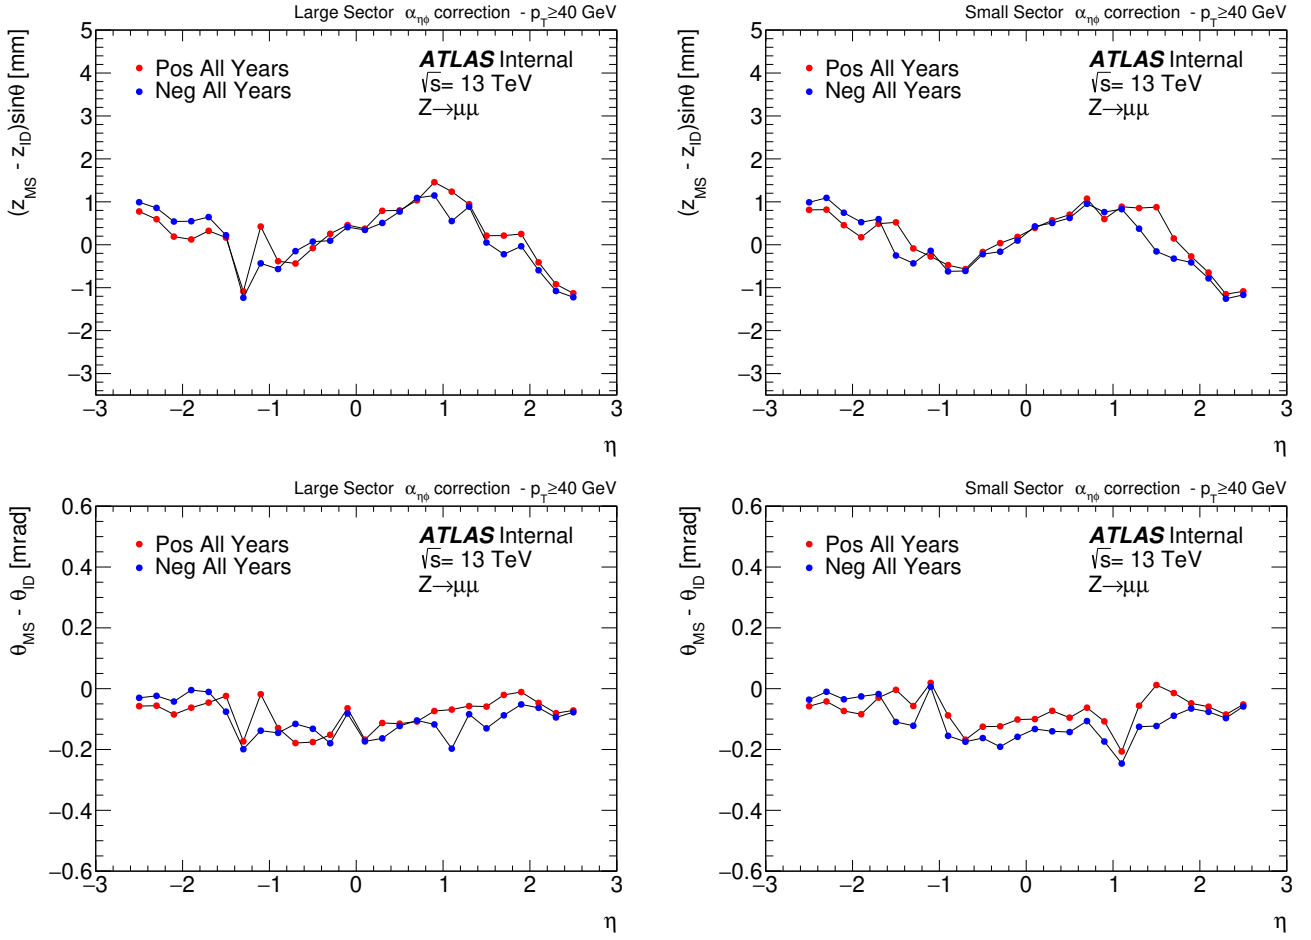 Large Sector α_ηφ correction - p_T≥40 GeV
(z_MS - z_ID)sinθ [mm]
5
4
3
2
1
0
−1
−2
−3
Pos All Years
Neg All Years
ATLAS Internal
√s= 13 TeV
Z→μμ
−3 −2 −1 0 1 2 3
η
Small Sector α_ηφ correction - p_T≥40 GeV
(z_MS - z_ID)sinθ [mm]
5
4
3
2
1
0
−1
−2
−3
Pos All Years
Neg All Years
ATLAS Internal
√s= 13 TeV
Z→μμ
−3 −2 −1 0 1 2 3
η
Large Sector α_ηφ correction - p_T≥40 GeV
θ_MS - θ_ID [mrad]
0.6
0.4
0.2
0
−0.2
−0.4
−0.6
Pos All Years
Neg All Years
ATLAS Internal
√s= 13 TeV
Z→μμ
−3 −2 −1 0 1 2 3
η
Small Sector α_ηφ correction - p_T≥40 GeV
θ_MS - θ_ID [mrad]
0.6
0.4
0.2
0
−0.2
−0.4
−0.6
Pos All Years
Neg All Years
ATLAS Internal
√s= 13 TeV
Z→μμ
−3 −2 −1 0 1 2 3
η